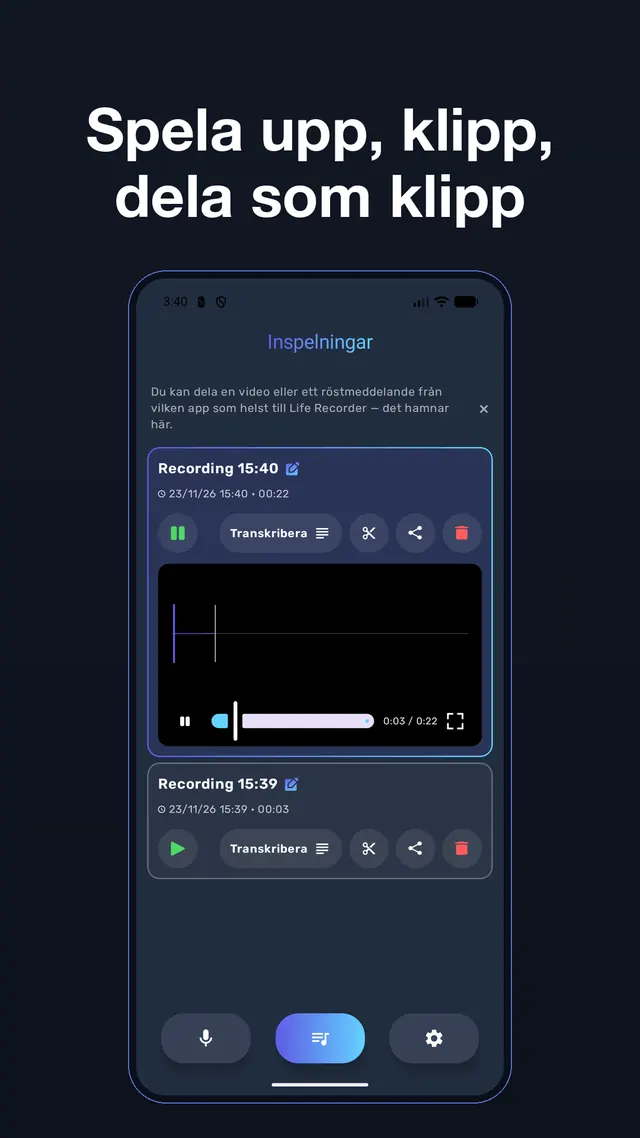 Spela upp, klipp,
dela som klipp
3:40
Inspelningar
Du kan dela en video eller ett röstmeddelande från
vilken app som helst till Life Recorder – det hamnar
här.
Recording 15:40
23/11/26 15:40 • 00:22
Transkribera
0:03 / 0:22
Recording 15:39
23/11/26 15:39 • 00:03
Transkribera